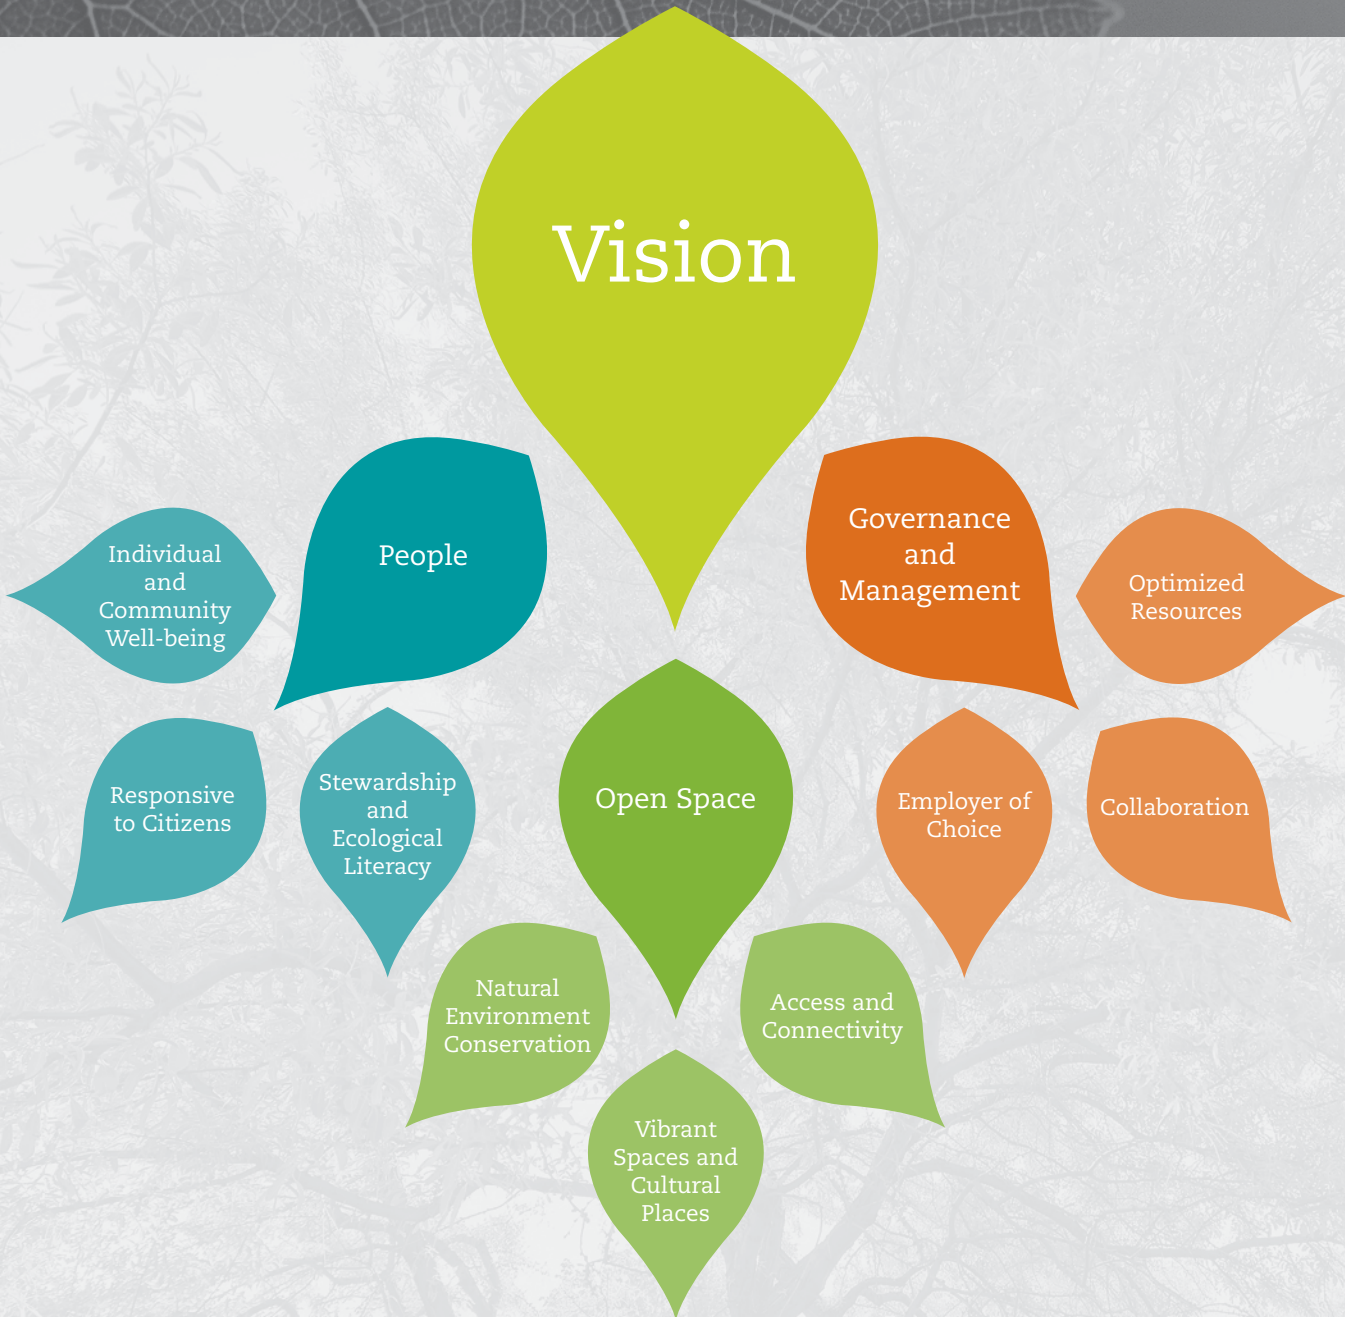 Vision
People
Governance
and
Management
Individual
and
Community
Well-being
Optimized
Resources
Responsive
to Citizens
Stewardship
and
Ecological
Literacy
Open Space
Employer of
Choice
Collaboration
Natural
Environment
Conservation
Access and
Connectivity
Vibrant
Spaces and
Cultural
Places